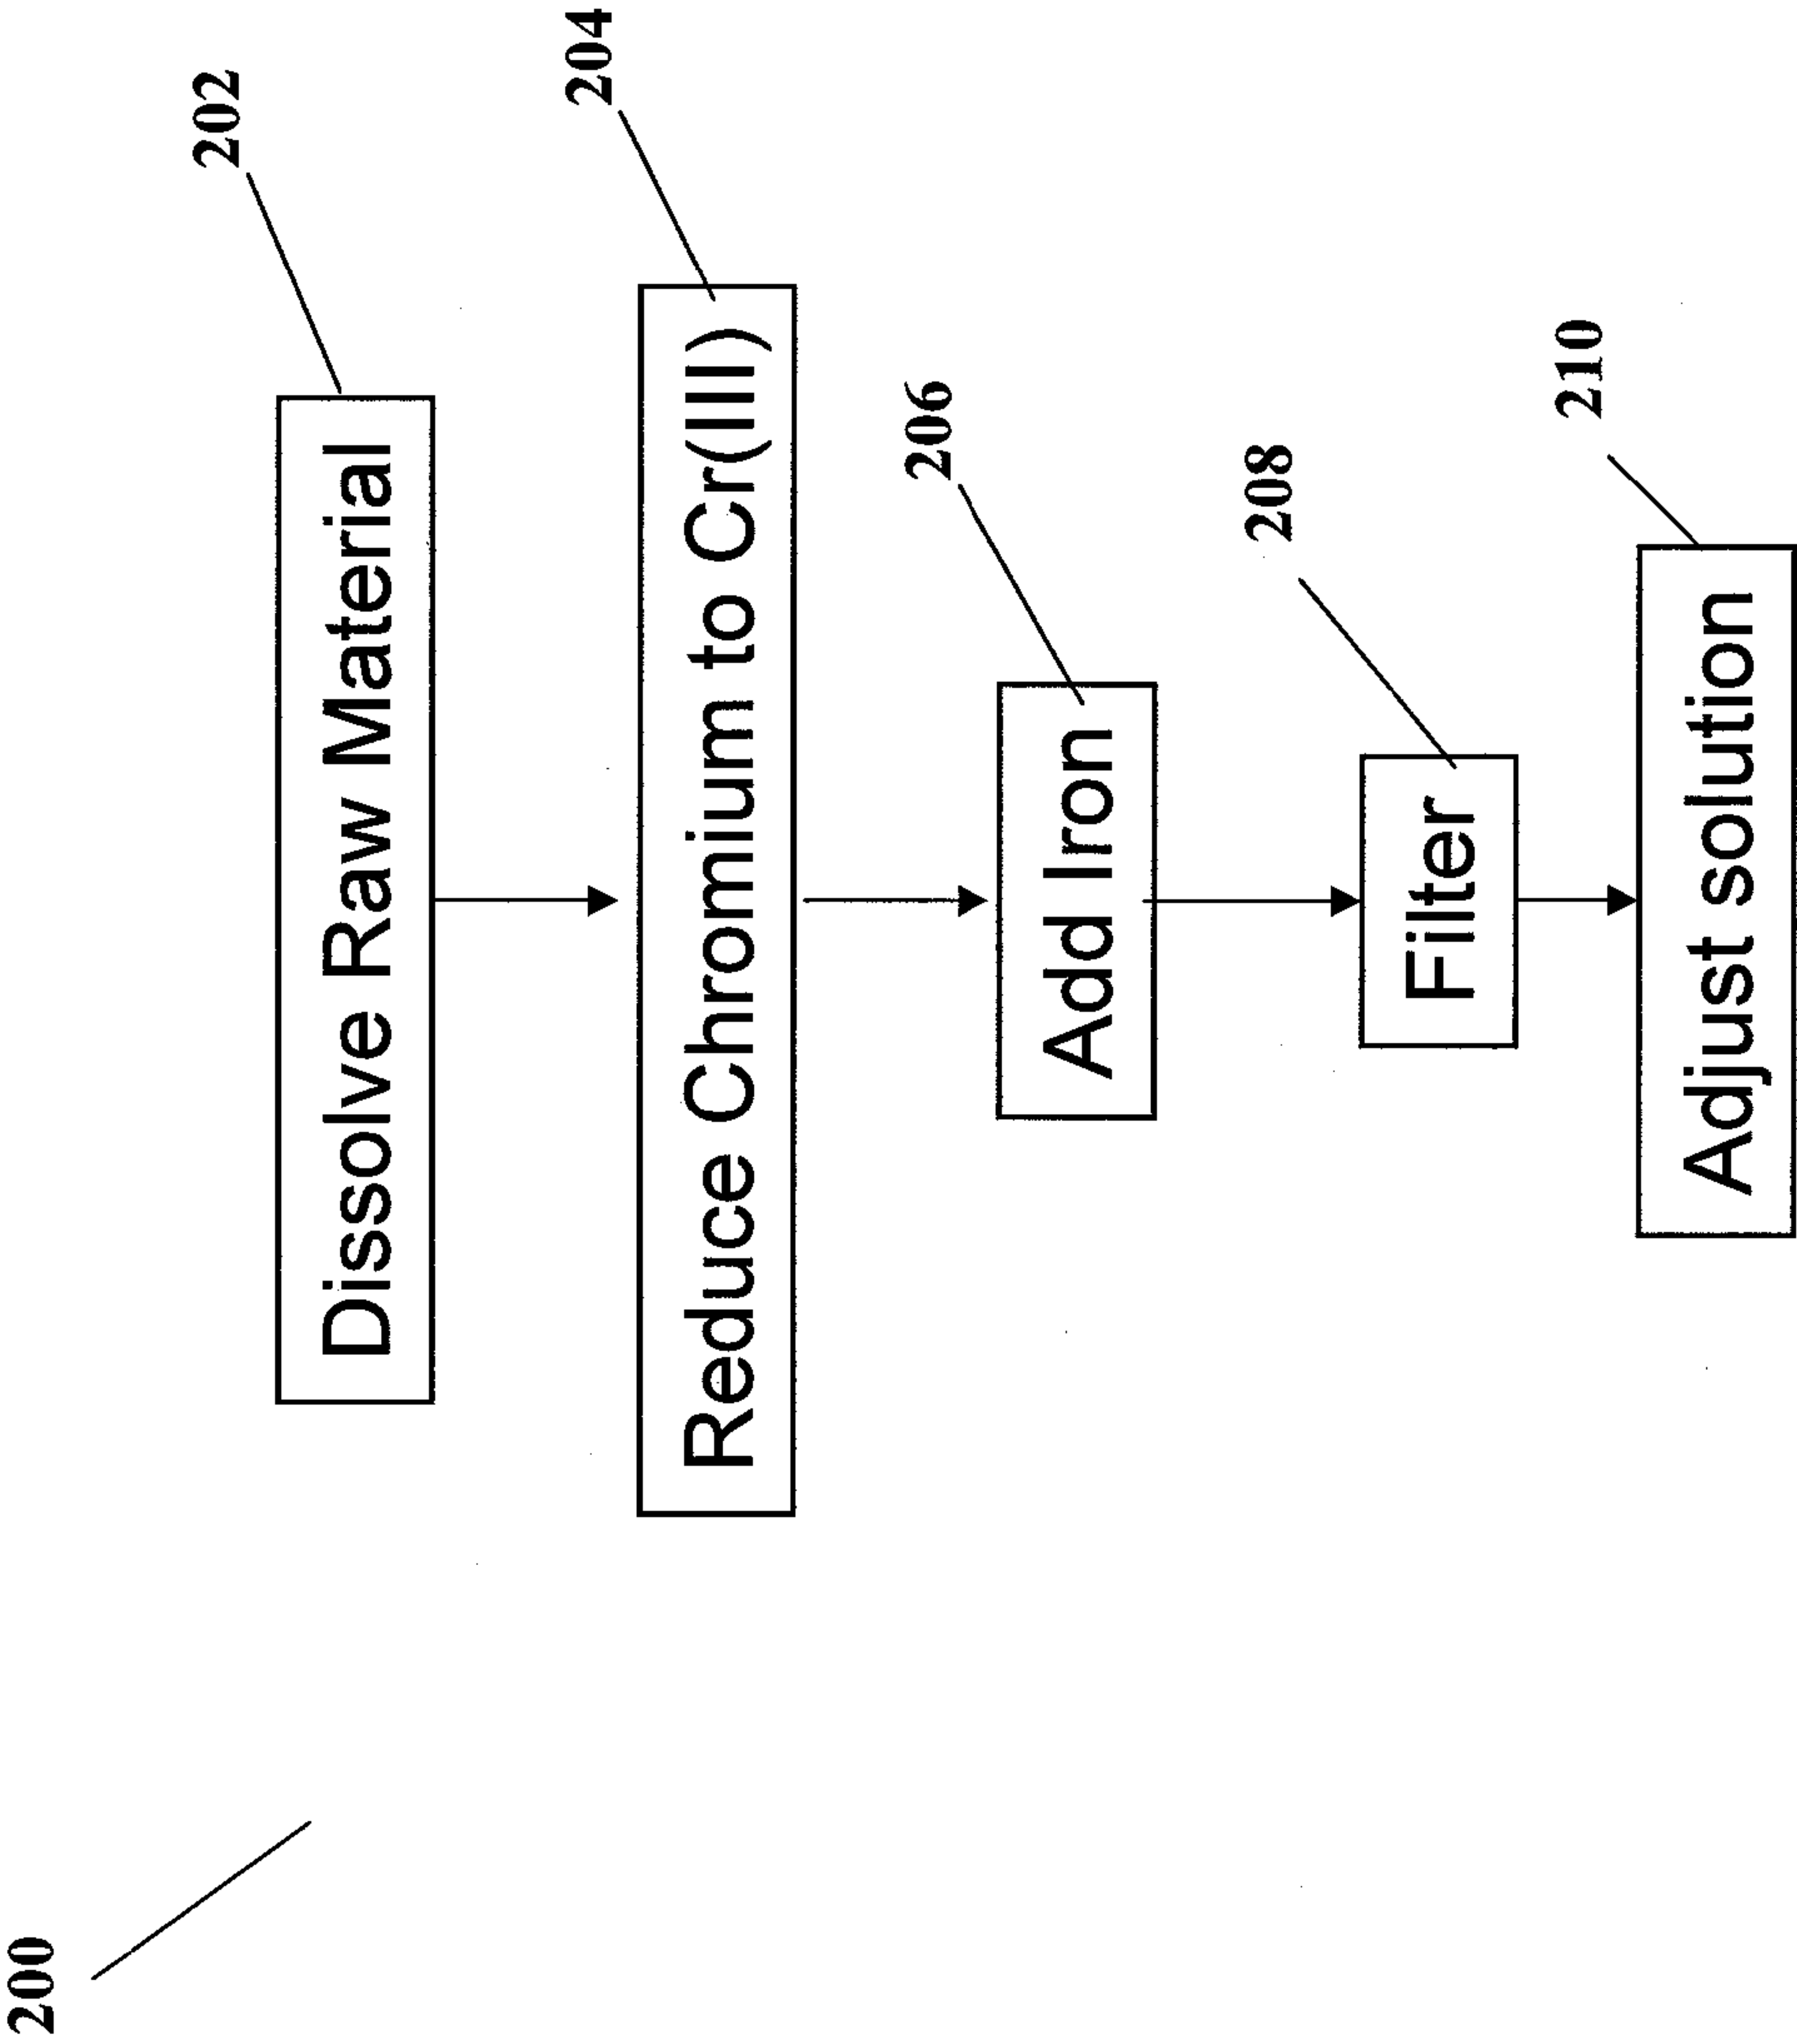 200
202
Dissolve Raw Material
204
Reduce Chromium to Cr(III)
206
Add Iron
208
Filter
210
Adjust solution